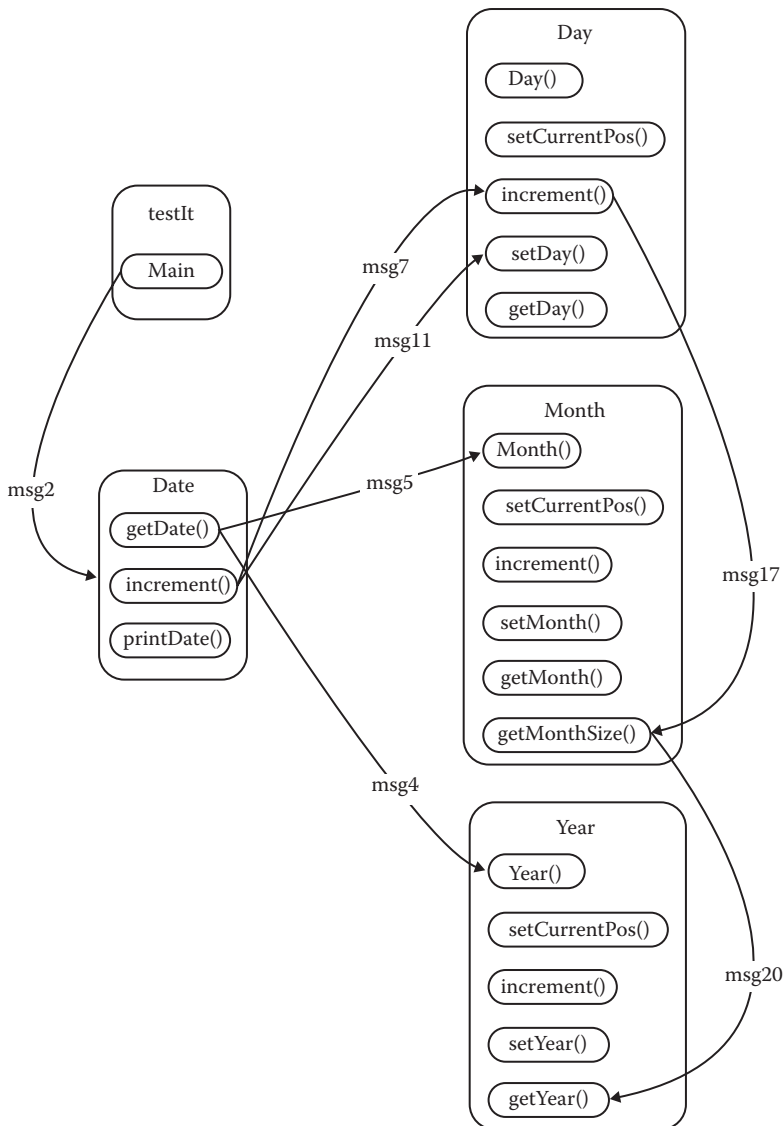 Day
Day()
setCurrentPos()
increment()
setDay()
getDay()
testIt
Main
msg7
msg11
msg2
Date
getDate()
increment()
printDate()
msg5
msg4
Month
Month()
setCurrentPos()
increment()
setMonth()
getMonth()
getMonthSize()
msg17
Year
Year()
setCurrentPos()
increment()
setYear()
getYear()
msg20